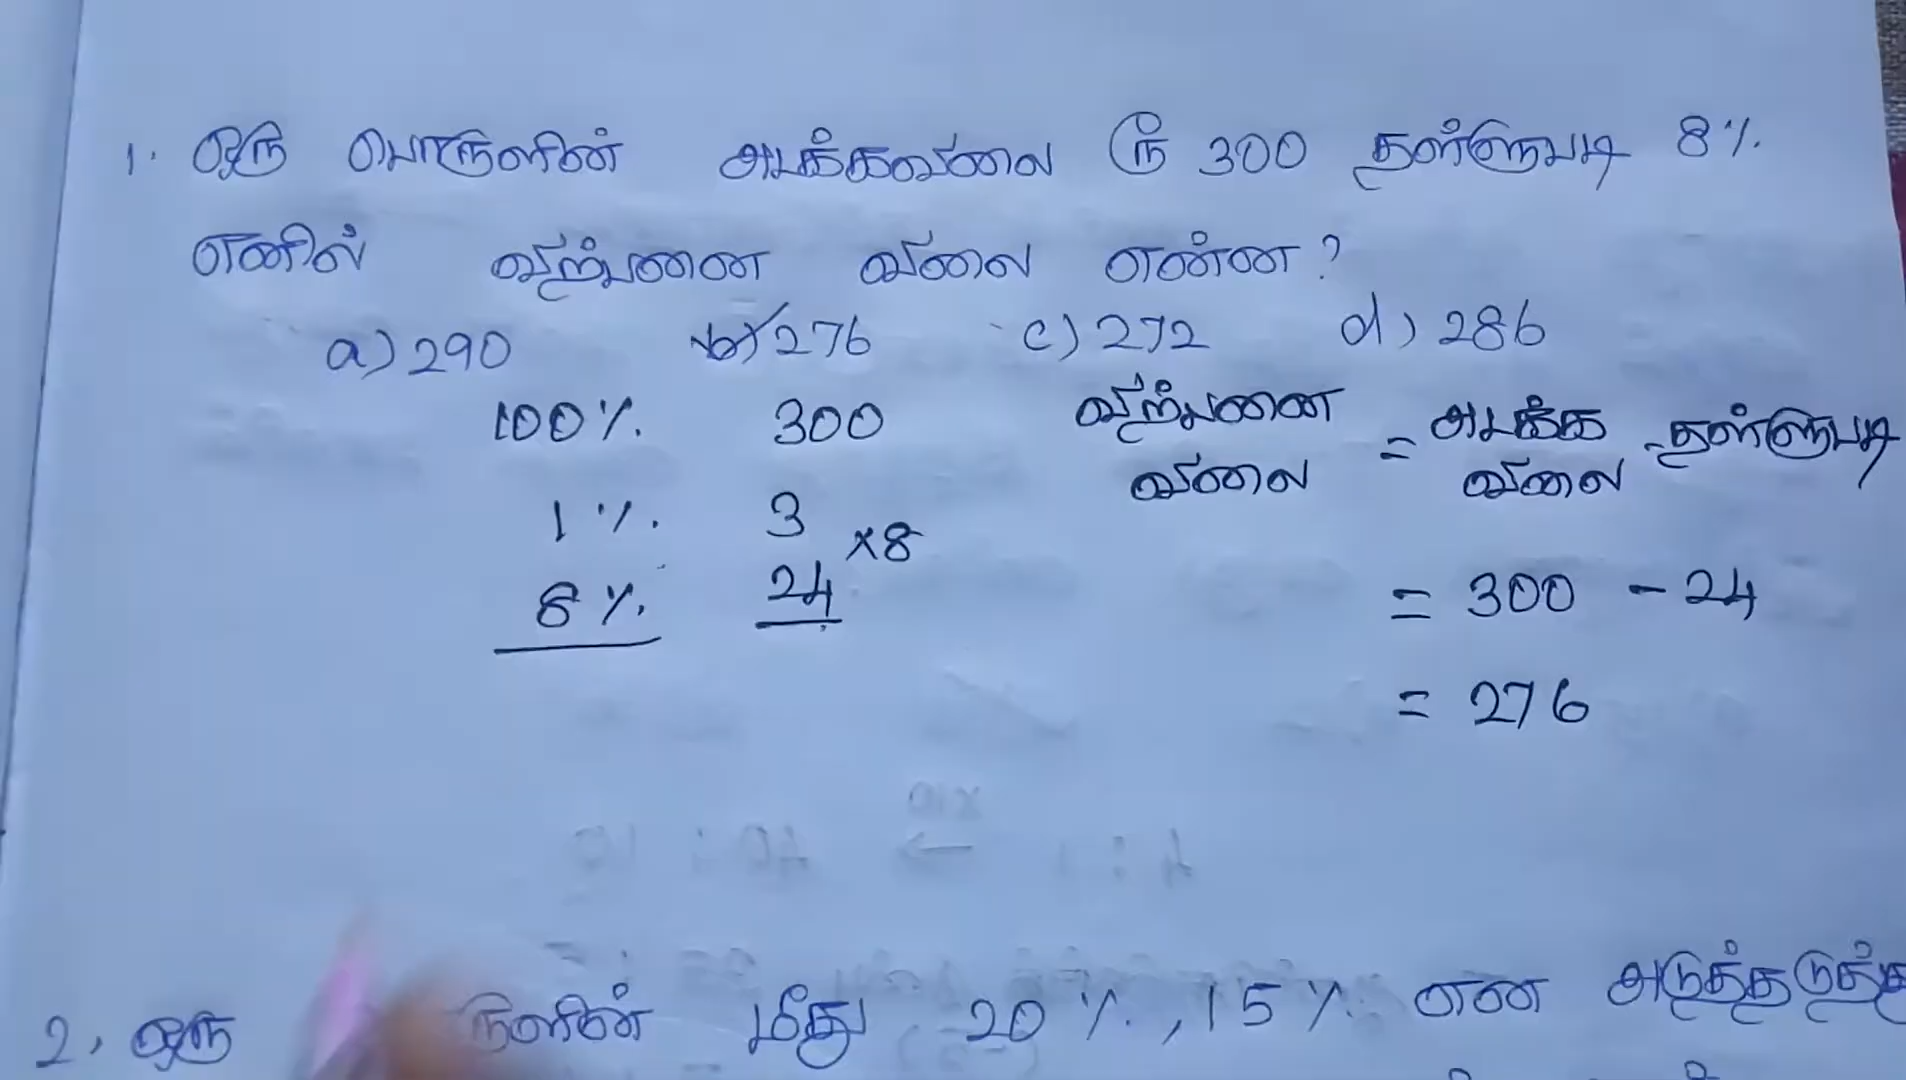 1. ஒரு பொருளின் அடக்கவிலை ரூ 300 தள்ளுபடி 8%
எனில் விற்பனை விலை என்ன?
a) 290 b) 276 c) 272 d) 286
100% 300
1% 3 ×8
8% 24
விற்பனை விலை = அடக்க விலை - தள்ளுபடி
= 300 - 24
= 276
2. ஒரு ருளின் மீது 20%, 15% என அடுத்தடுத்த